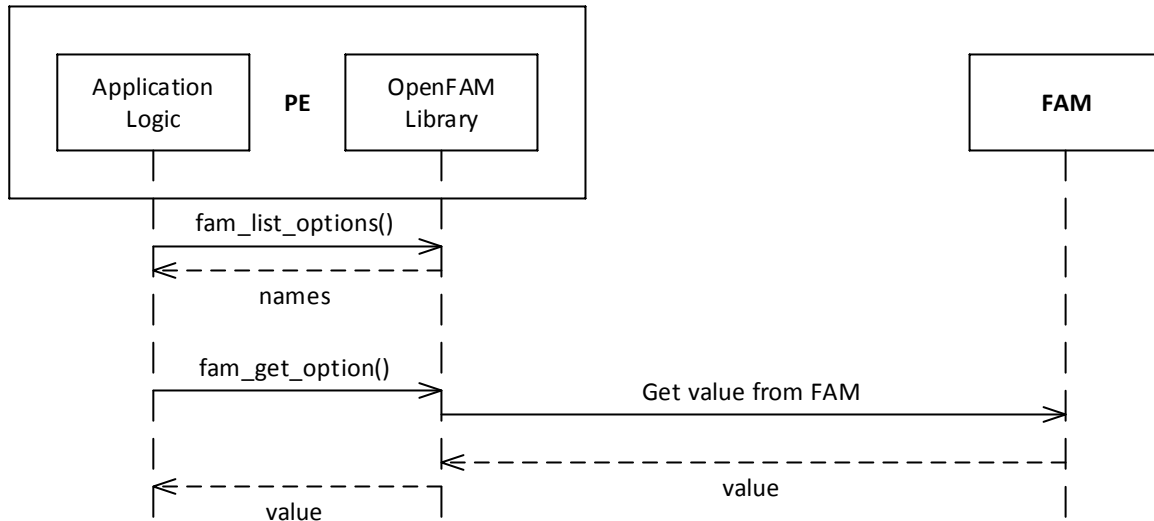 Application
Logic
PE
OpenFAM
Library
FAM
fam_list_options()
names
fam_get_option()
Get value from FAM
value
value